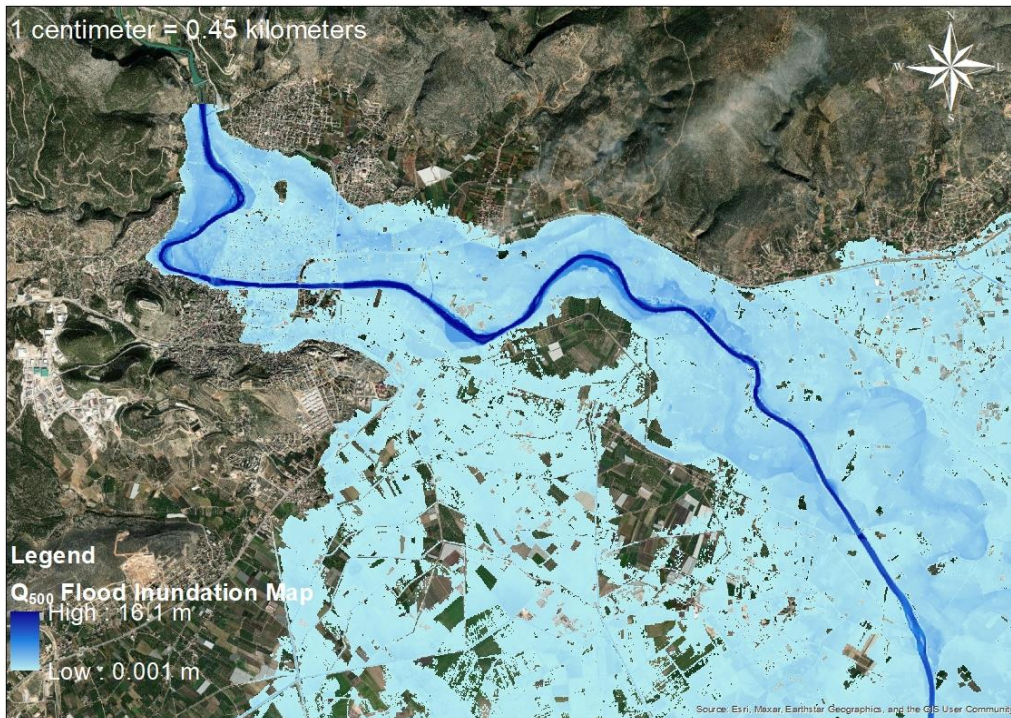 1 centimeter = 0.45 kilometers
N
W E
S
Legend
Q₅₀₀ Flood Inundation Map
High : 16.1 m
Low : 0.001 m
Source: Esri, Maxar, Earthstar Geographics, and the GIS User Community